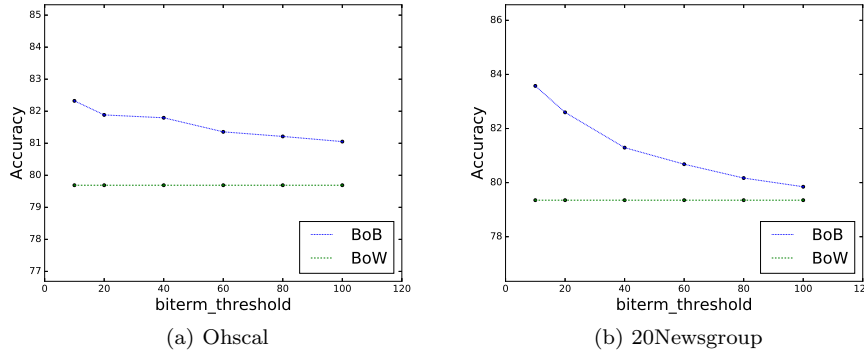 85
84
83
82
81
80
79
78
77
0 20 40 60 80 100 120
Accuracy
biterm_threshold
BoB
BoW
(a) Ohscal
86
84
82
80
78
0 20 40 60 80 100 120
Accuracy
biterm_threshold
BoB
BoW
(b) 20Newsgroup